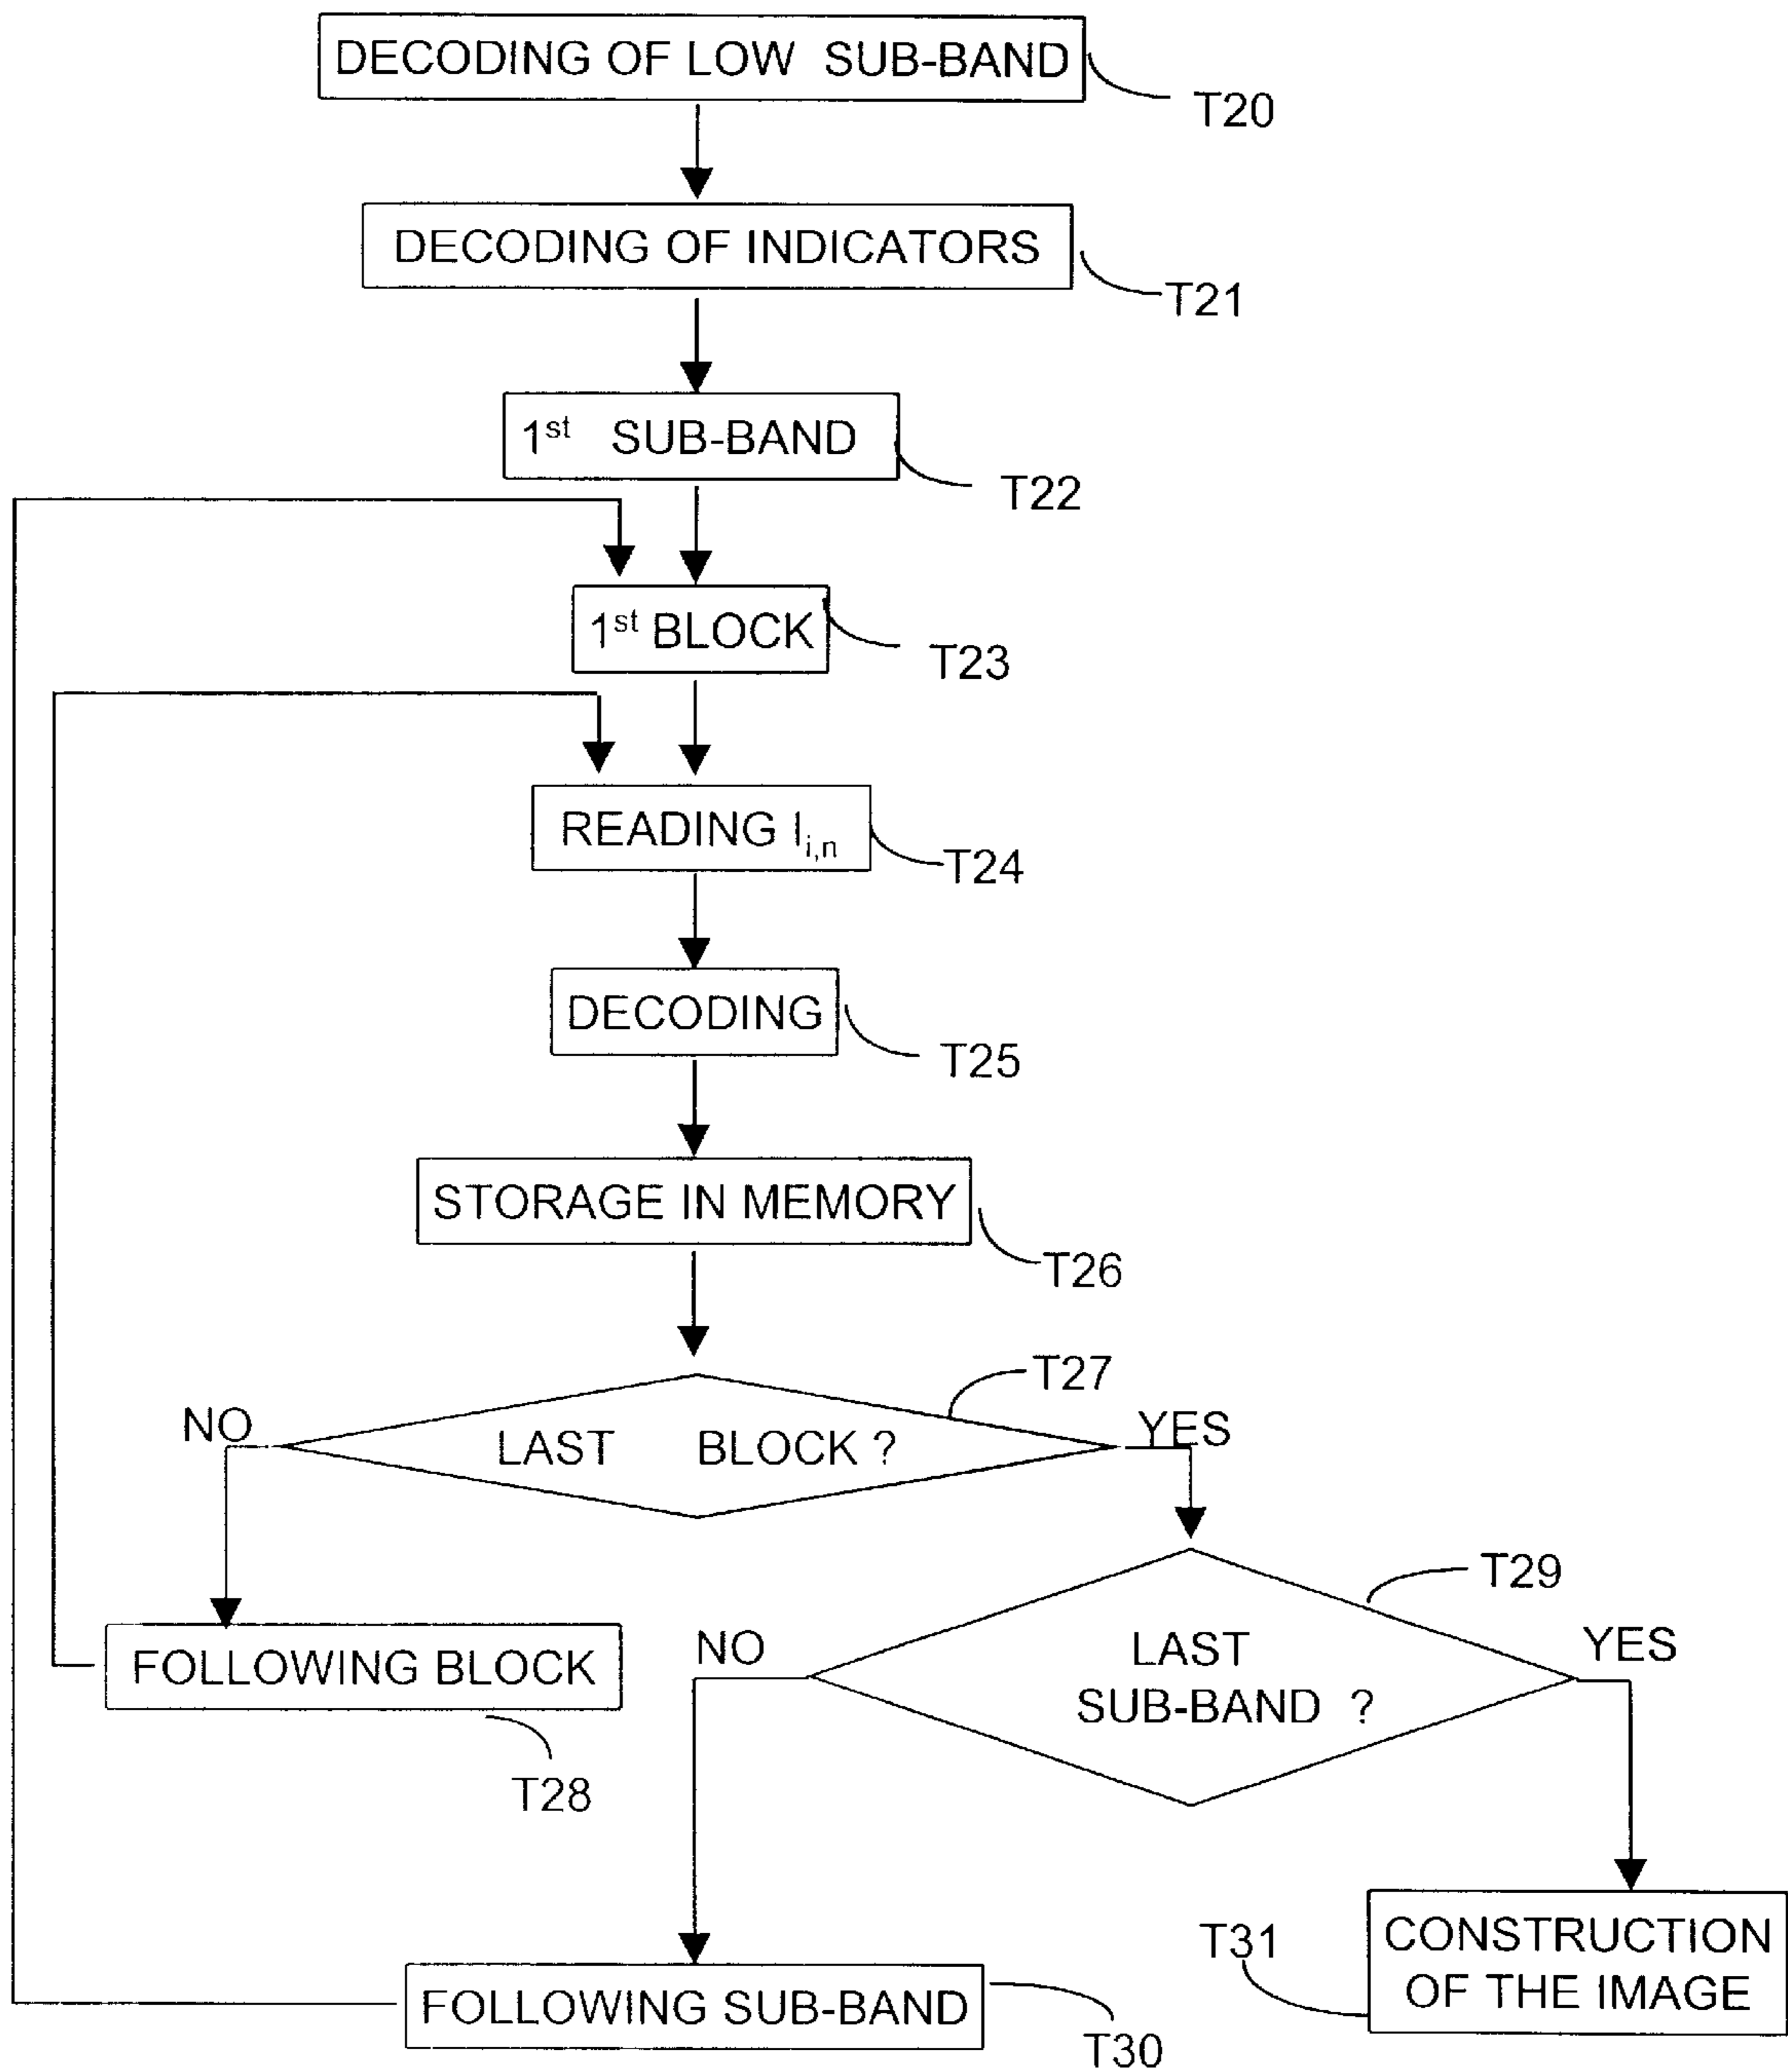 DECODING OF LOW SUB-BAND
T20
DECODING OF INDICATORS
T21
1st SUB-BAND
T22
1st BLOCK
T23
READING Ii,n
T24
DECODING
T25
STORAGE IN MEMORY
T26
T27
NO
LAST BLOCK ?
YES
T29
FOLLOWING BLOCK
T28
NO
LAST
SUB-BAND ?
YES
T31
CONSTRUCTION
OF THE IMAGE
FOLLOWING SUB-BAND
T30